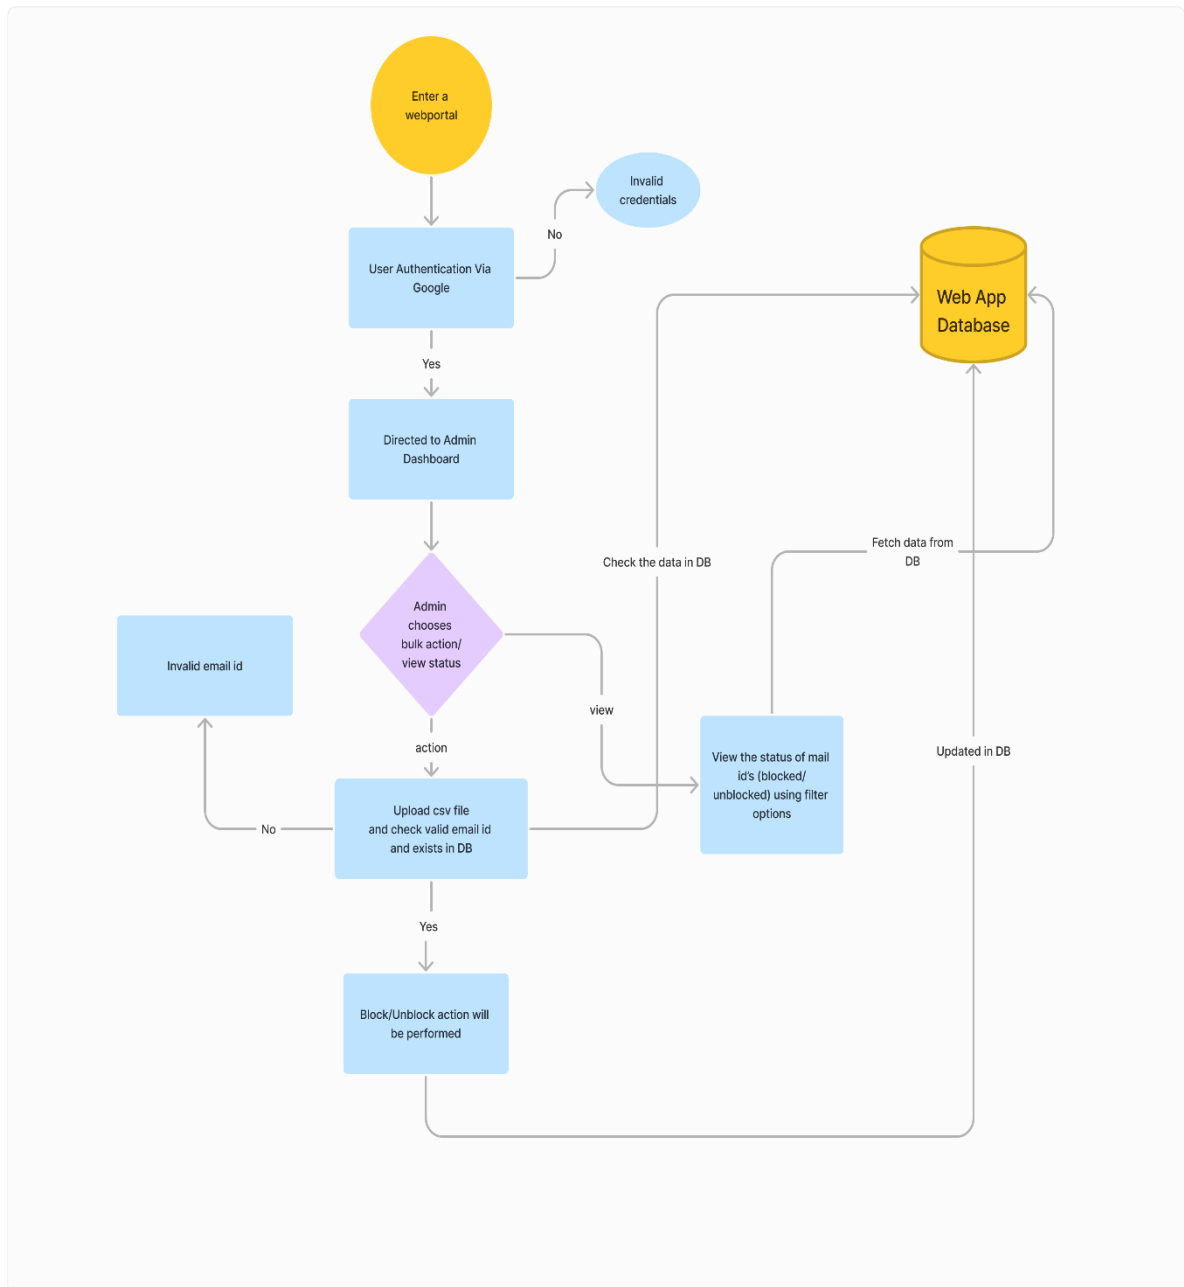 Enter a
webportal
Invalid
credentials
No
User Authentication Via
Google
Web App
Database
Yes
Directed to Admin
Dashboard
Fetch data from
DB
Check the data in DB
Admin
chooses
bulk action/
view status
Invalid email id
view
action
Updated in DB
View the status of mail
id's (blocked/
unblocked) using filter
options
Upload csv file
and check valid email id
and exists in DB
No
Yes
Block/Unblock action will
be performed